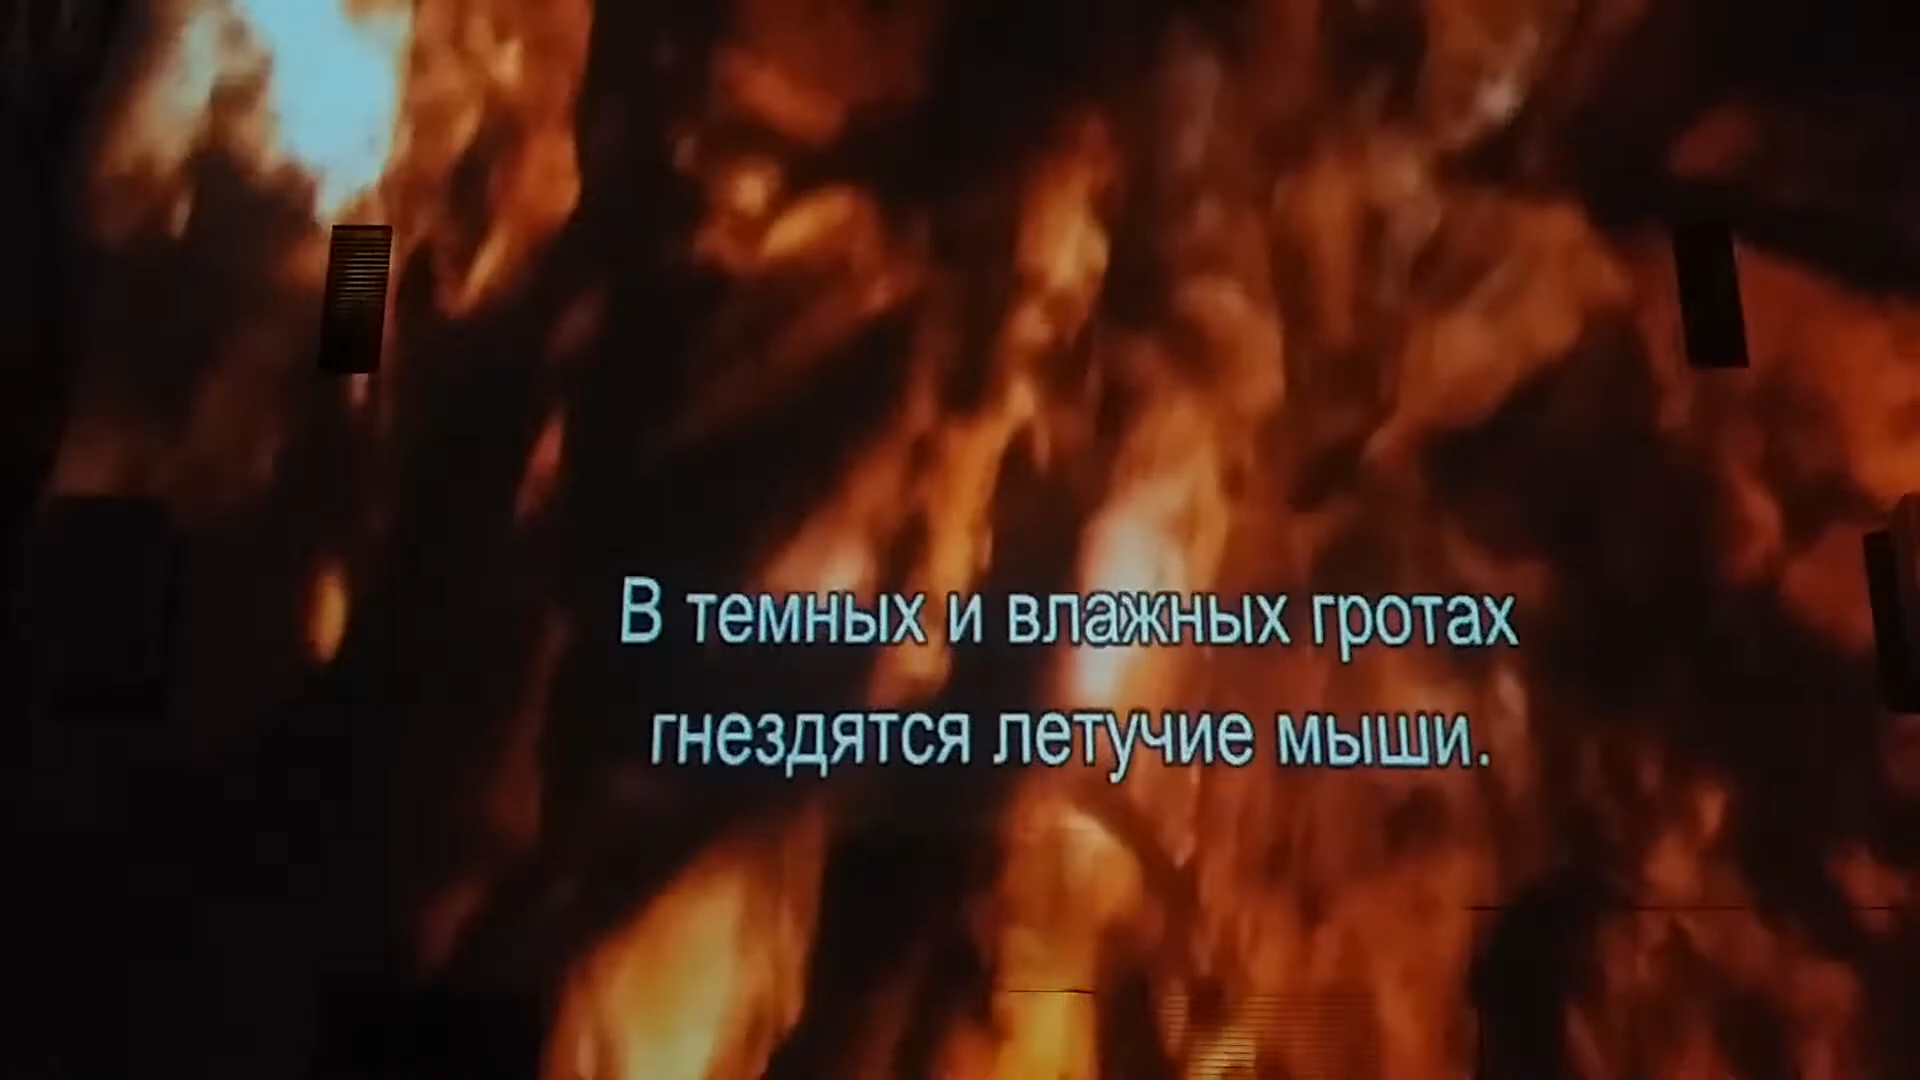 В темных и влажных гротах
гнездятся летучие мыши.